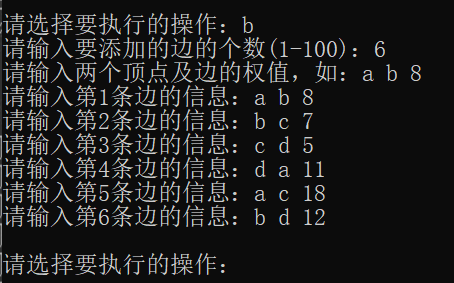 请选择要执行的操作：b
请输入要添加的边的个数(1-100)：6
请输入两个顶点及边的权值，如：a b 8
请输入第1条边的信息：a b 8
请输入第2条边的信息：b c 7
请输入第3条边的信息：c d 5
请输入第4条边的信息：d a 11
请输入第5条边的信息：a c 18
请输入第6条边的信息：b d 12
请选择要执行的操作：